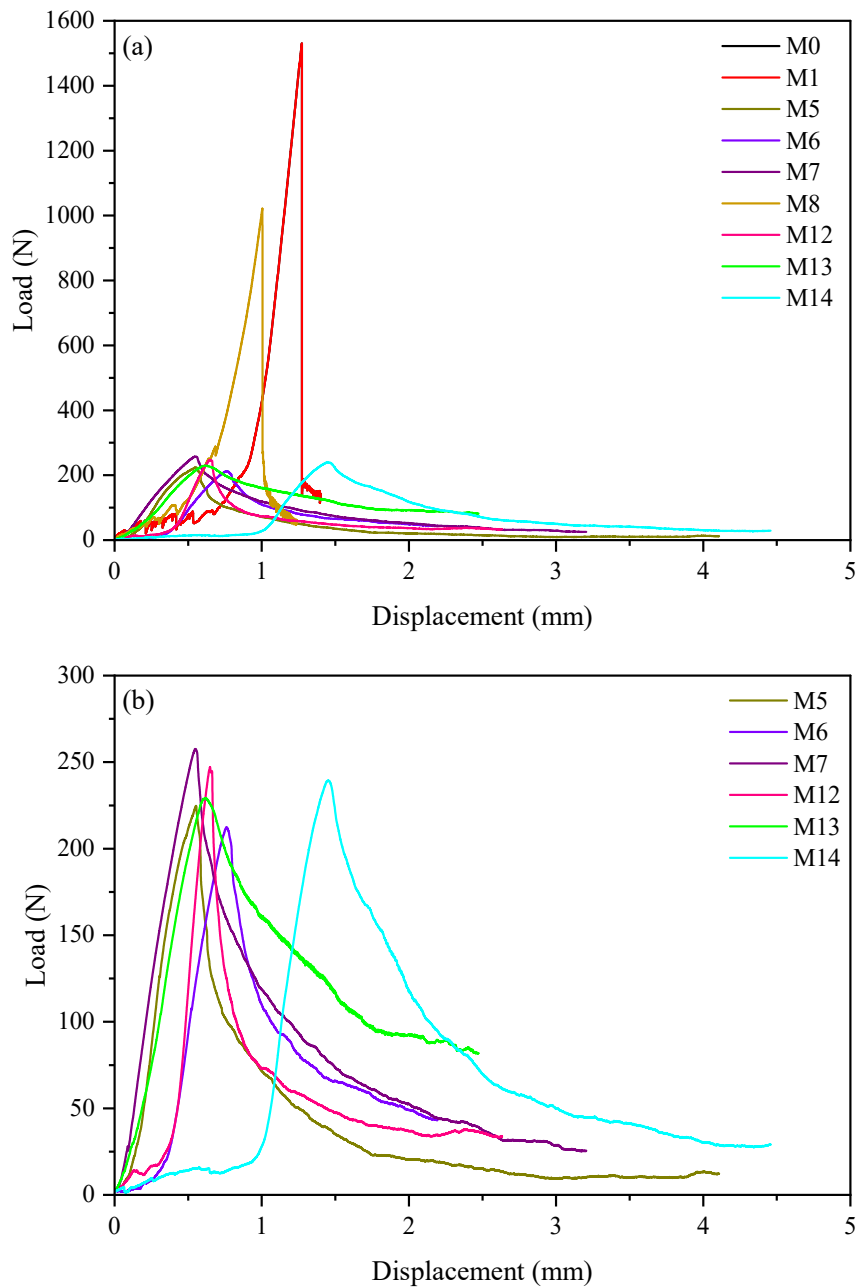 (a)
1600
1400
1200
1000
800
600
400
200
0
Load (N)
M0
M1
M5
M6
M7
M8
M12
M13
M14
0 1 2 3 4 5
Displacement (mm)
(b)
300
250
200
150
100
50
0
Load (N)
M5
M6
M7
M12
M13
M14
0 1 2 3 4 5
Displacement (mm)